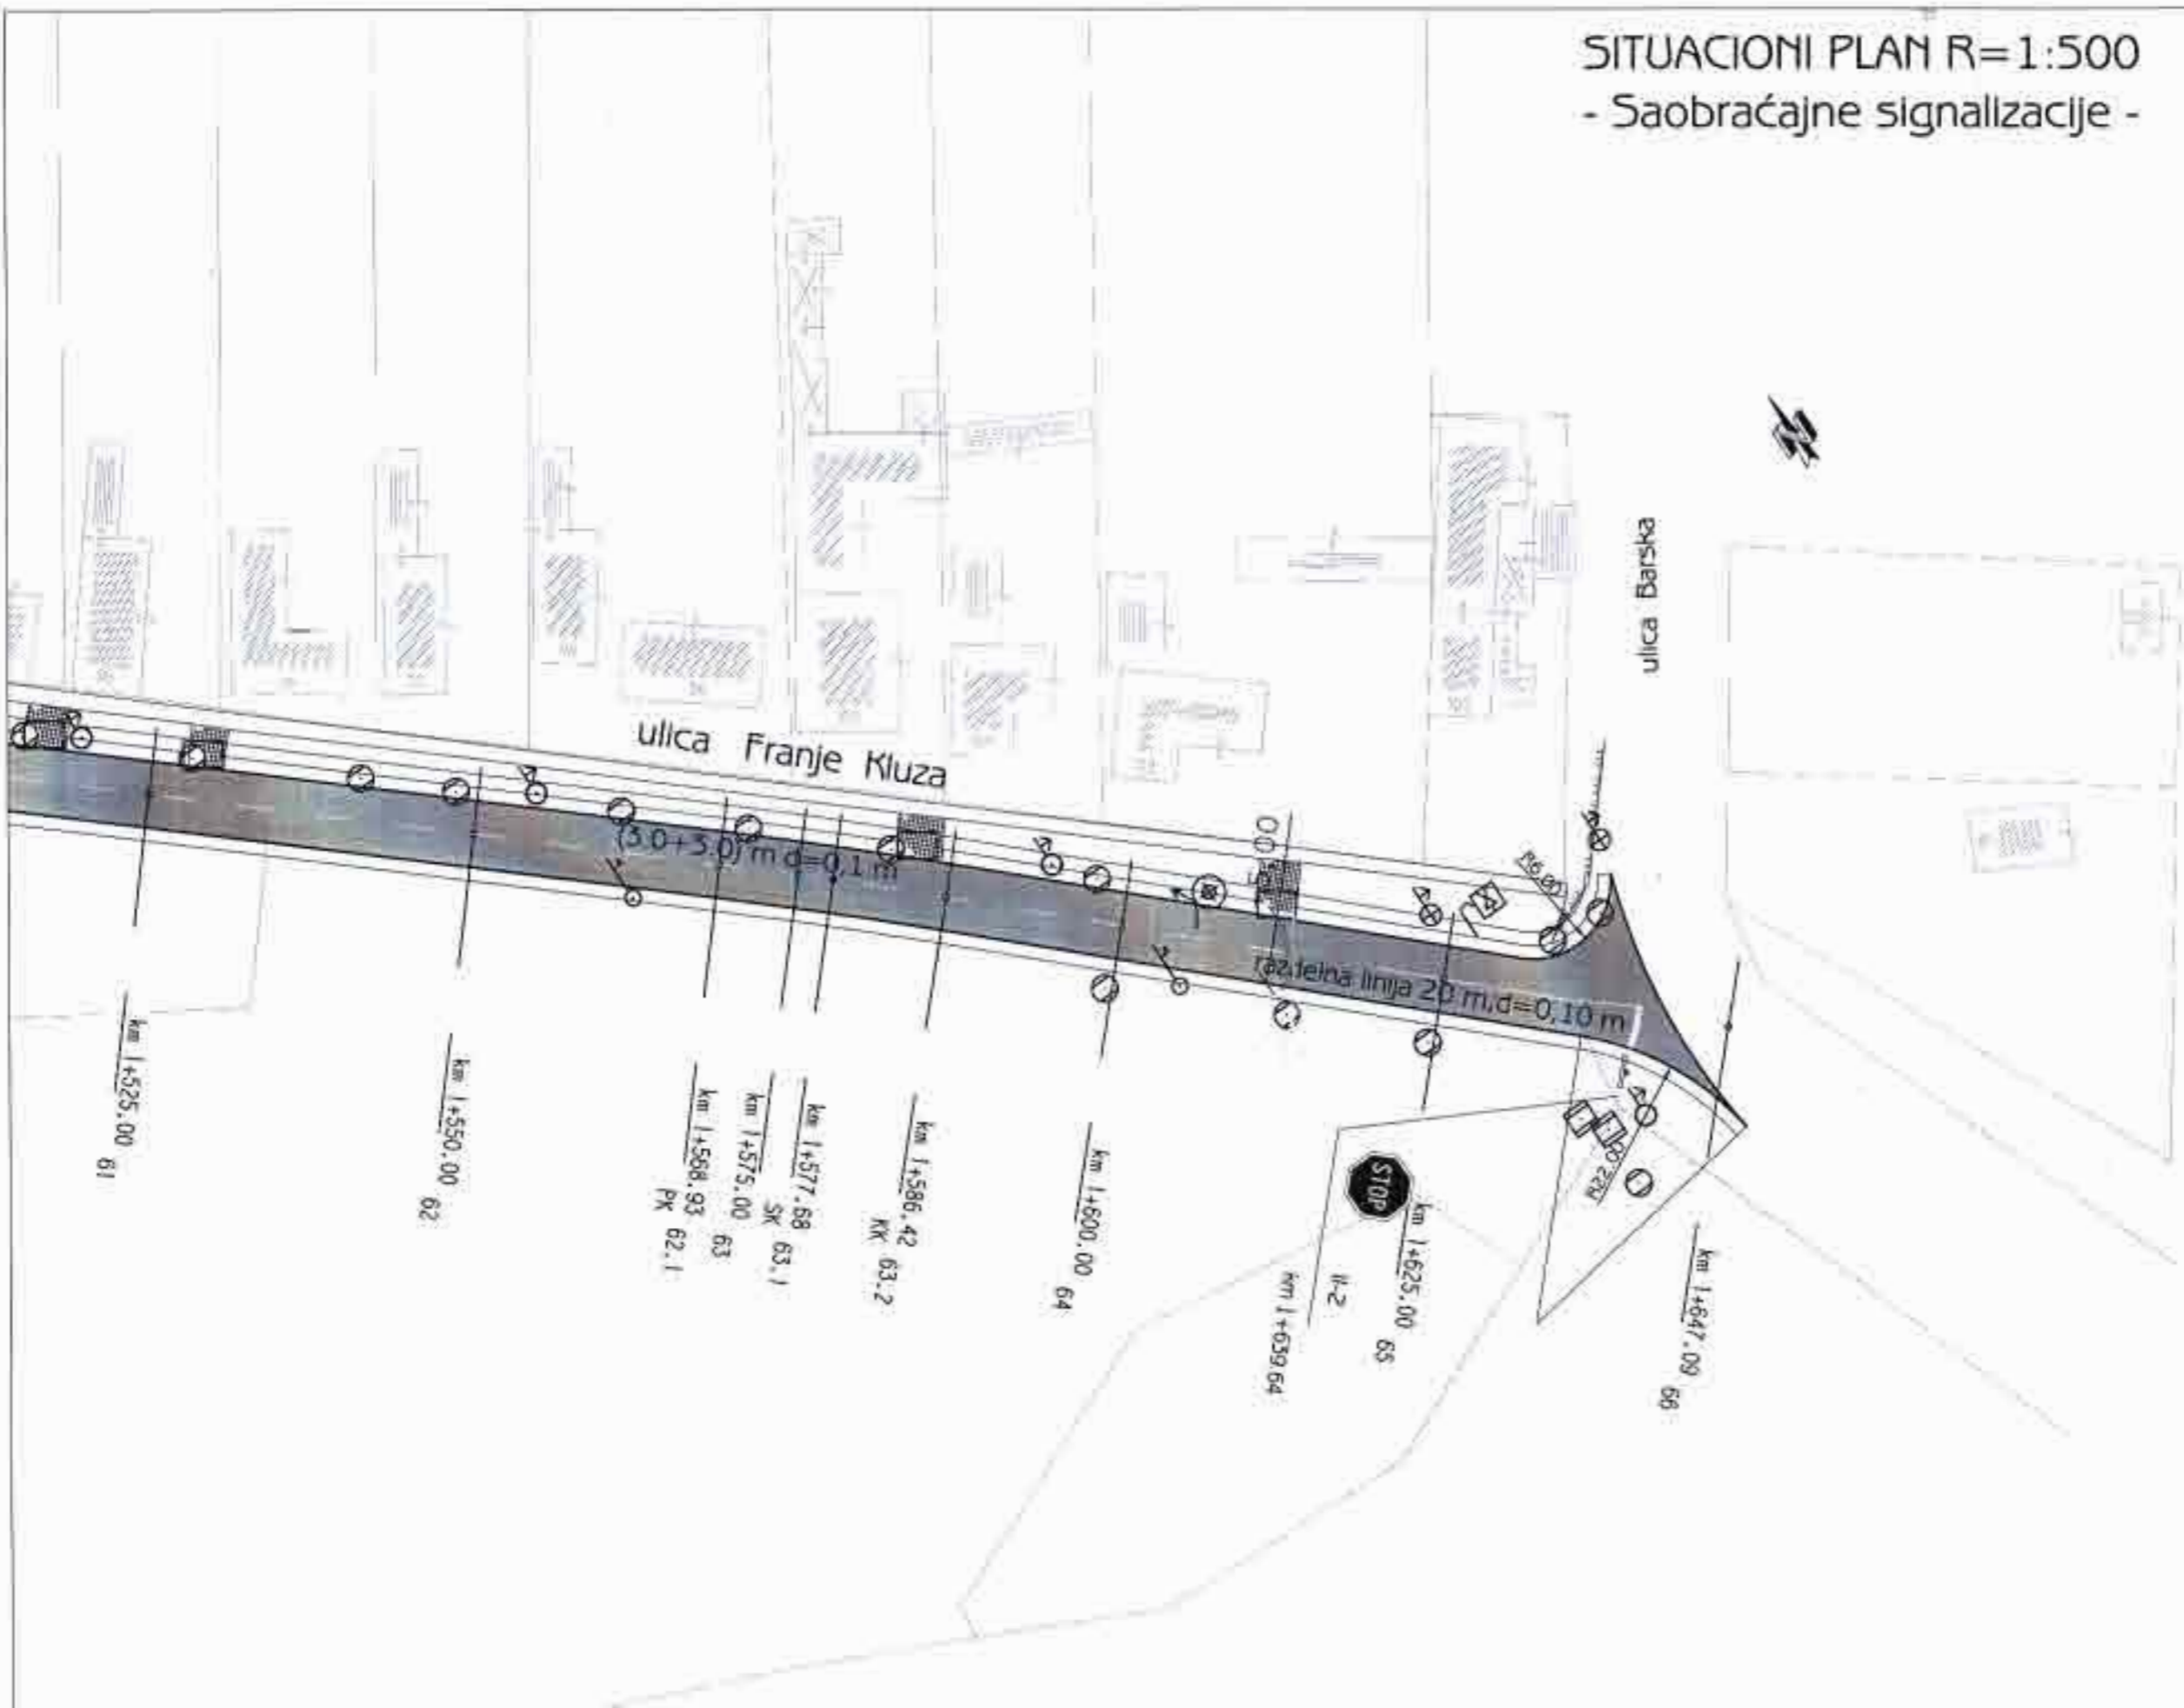 SITUACIONI PLAN R=1:500
- Saobraćajne signalizacije -
ulica Barska
ulica Franje Kluza
(3.0+3.0) m d=0,1 m
razdelna linija 20 m,d=0,10 m
R6.00
R22.00
STOP
II-2
km 1+639.64
km 1+525.00 61
km 1+550.00 62
km 1+568.93 PK 62.1
km 1+575.00 63
km 1+577.68 SK 63.1
km 1+586.42 KK 63.2
km 1+600.00 64
km 1+625.00 65
km 1+647.09 66